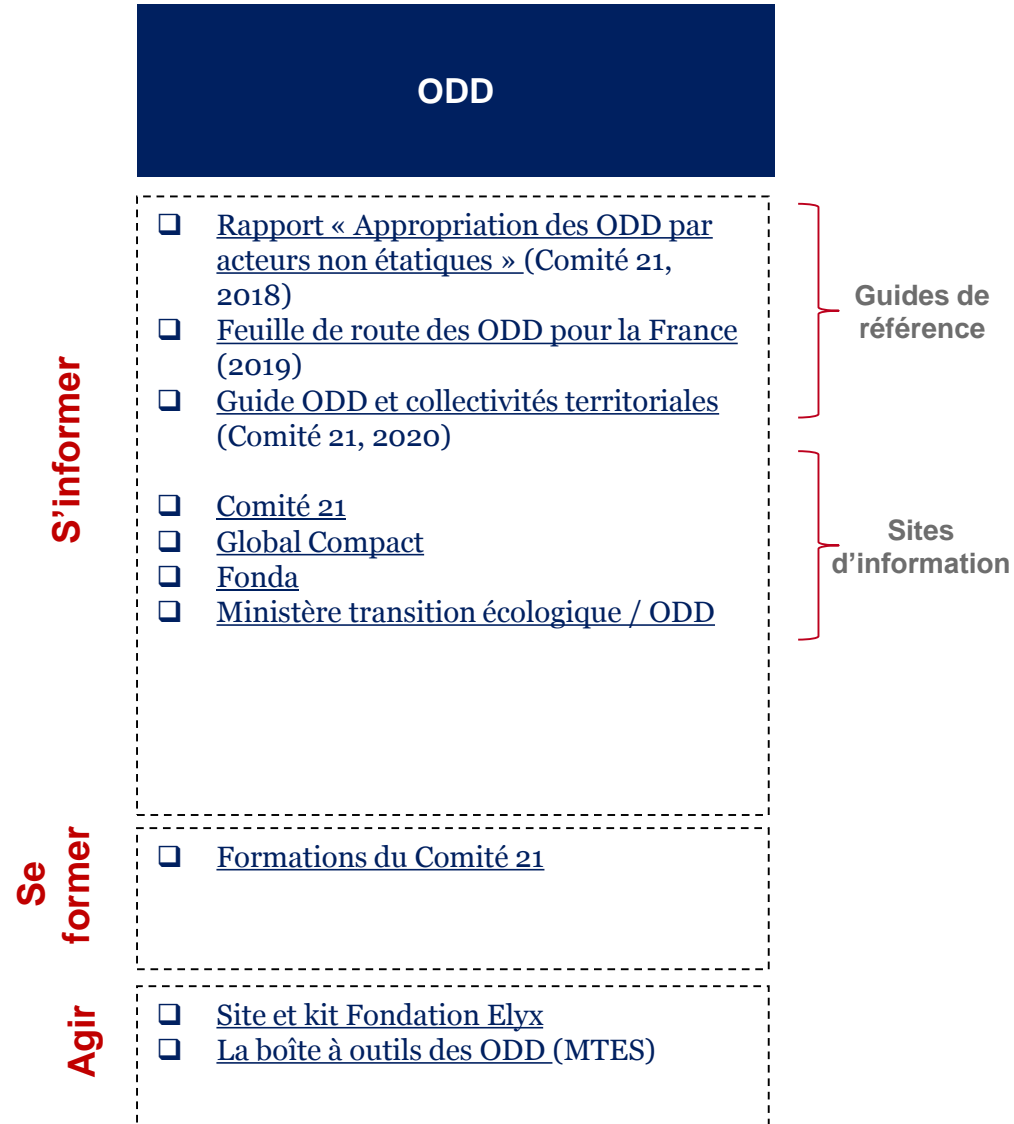 ODD
S’informer
❑ Rapport « Appropriation des ODD par
acteurs non étatiques » (Comité 21,
2018)
❑ Feuille de route des ODD pour la France
(2019)
❑ Guide ODD et collectivités territoriales
(Comité 21, 2020)
Guides de
référence
❑ Comité 21
❑ Global Compact
❑ Fonda
❑ Ministère transition écologique / ODD
Sites
d’information
Se
former
❑ Formations du Comité 21
Agir
❑ Site et kit Fondation Elyx
❑ La boîte à outils des ODD (MTES)